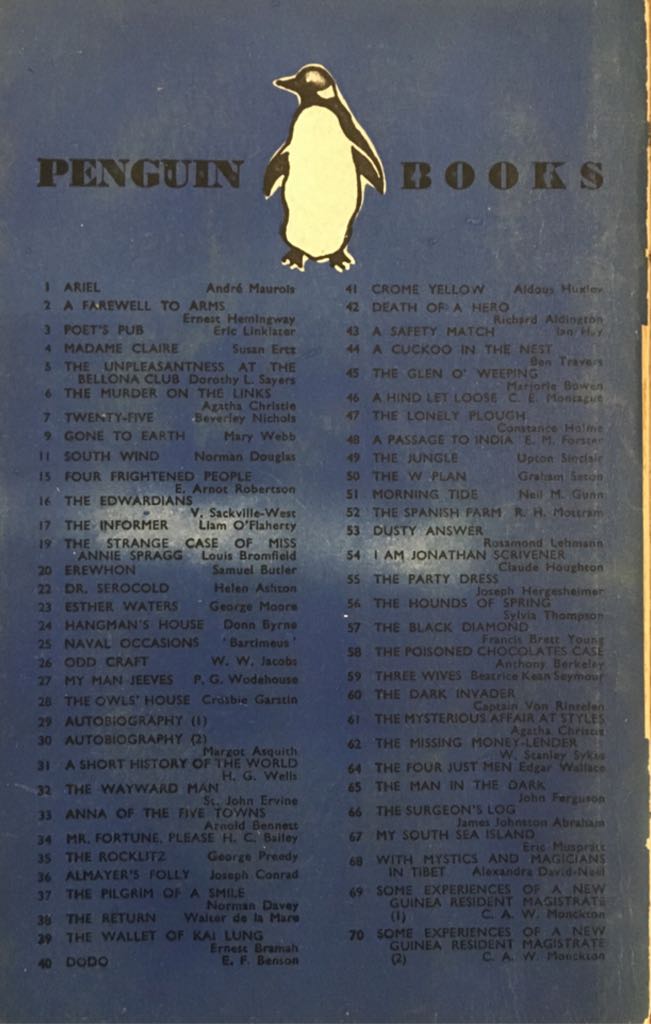 PENGUIN BOOKS
1 ARIEL André Maurois
2 A FAREWELL TO ARMS
Ernest Hemingway
3 POET'S PUB Eric Linklater
4 MADAME CLAIRE Susan Ertz
5 THE UNPLEASANTNESS AT THE
BELLONA CLUB Dorothy L. Sayers
6 THE MURDER ON THE LINKS
Agatha Christie
7 TWENTY-FIVE Beverley Nichols
9 GONE TO EARTH Mary Webb
11 SOUTH WIND Norman Douglas
15 FOUR FRIGHTENED PEOPLE
E. Arnot Robertson
16 THE EDWARDIANS
V. Sackville-West
17 THE INFORMER Liam O'Flaherty
19 THE STRANGE CASE OF MISS
ANNIE SPRAGG Louis Bromfield
20 EREWHON Samuel Butler
22 DR. SEROCOLD Helen Ashton
23 ESTHER WATERS George Moore
24 HANGMAN'S HOUSE Donn Byrne
25 NAVAL OCCASIONS 'Bartimeus'
26 ODD CRAFT W. W. Jacobs
27 MY MAN JEEVES P. G. Wodehouse
28 THE OWLS' HOUSE Crosbie Garstin
29 AUTOBIOGRAPHY (1)
30 AUTOBIOGRAPHY (2)
Margot Asquith
31 A SHORT HISTORY OF THE WORLD
H. G. Wells
32 THE WAYWARD MAN
St. John Ervine
33 ANNA OF THE FIVE TOWNS
Arnold Bennett
34 MR. FORTUNE, PLEASE H. C. Bailey
35 THE ROCKLITZ George Preedy
36 ALMAYER'S FOLLY Joseph Conrad
37 THE PILGRIM OF A SMILE
Norman Davey
38 THE RETURN Walter de la Mare
39 THE WALLET OF KAI LUNG
Ernest Bramah
40 DODO E. F. Benson
41 CROME YELLOW Aldous Huxley
42 DEATH OF A HERO
Richard Aldington
43 A SAFETY MATCH Ian Hay
44 A CUCKOO IN THE NEST
Ben Travers
45 THE GLEN O' WEEPING
Marjorie Bowen
46 A HIND LET LOOSE C. E. Montague
47 THE LONELY PLOUGH
Constance Holme
48 A PASSAGE TO INDIA E. M. Forster
49 THE JUNGLE Upton Sinclair
50 THE W PLAN Graham Seton
51 MORNING TIDE Neil M. Gunn
52 THE SPANISH FARM R. H. Mottram
53 DUSTY ANSWER
Rosamond Lehmann
54 I AM JONATHAN SCRIVENER
Claude Houghton
55 THE PARTY DRESS
Joseph Hergesheimer
56 THE HOUNDS OF SPRING
Sylvia Thompson
57 THE BLACK DIAMOND
Francis Brett Young
58 THE POISONED CHOCOLATES CASE
Anthony Berkeley
59 THREE WIVES Beatrice Kean Seymour
60 THE DARK INVADER
Captain Von Rintelen
61 THE MYSTERIOUS AFFAIR AT STYLES
Agatha Christie
62 THE MISSING MONEY-LENDER
W. Stanley Sykes
64 THE FOUR JUST MEN Edgar Wallace
65 THE MAN IN THE DARK
John Ferguson
66 THE SURGEON'S LOG
James Johnston Abraham
67 MY SOUTH SEA ISLAND
Eric Muspratt
68 WITH MYSTICS AND MAGICIANS
IN TIBET Alexandra David-Neel
69 SOME EXPERIENCES OF A NEW
GUINEA RESIDENT MAGISTRATE
(1) C. A. W. Monckton
70 SOME EXPERIENCES OF A NEW
GUINEA RESIDENT MAGISTRATE
(2) C. A. W. Monckton